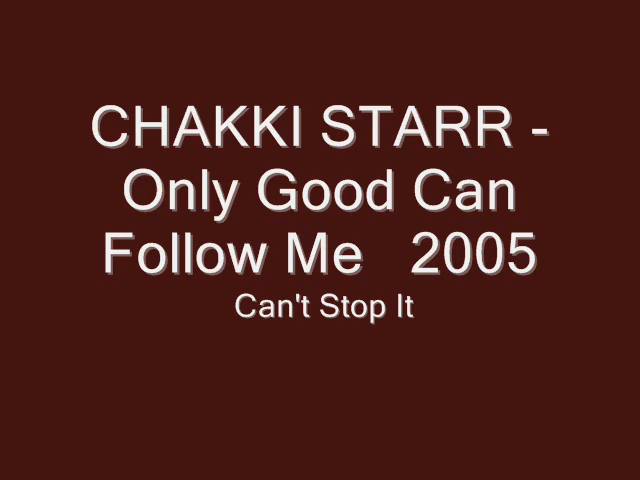 CHAKKI STARR -
Only Good Can
Follow Me   2005
Can't Stop It